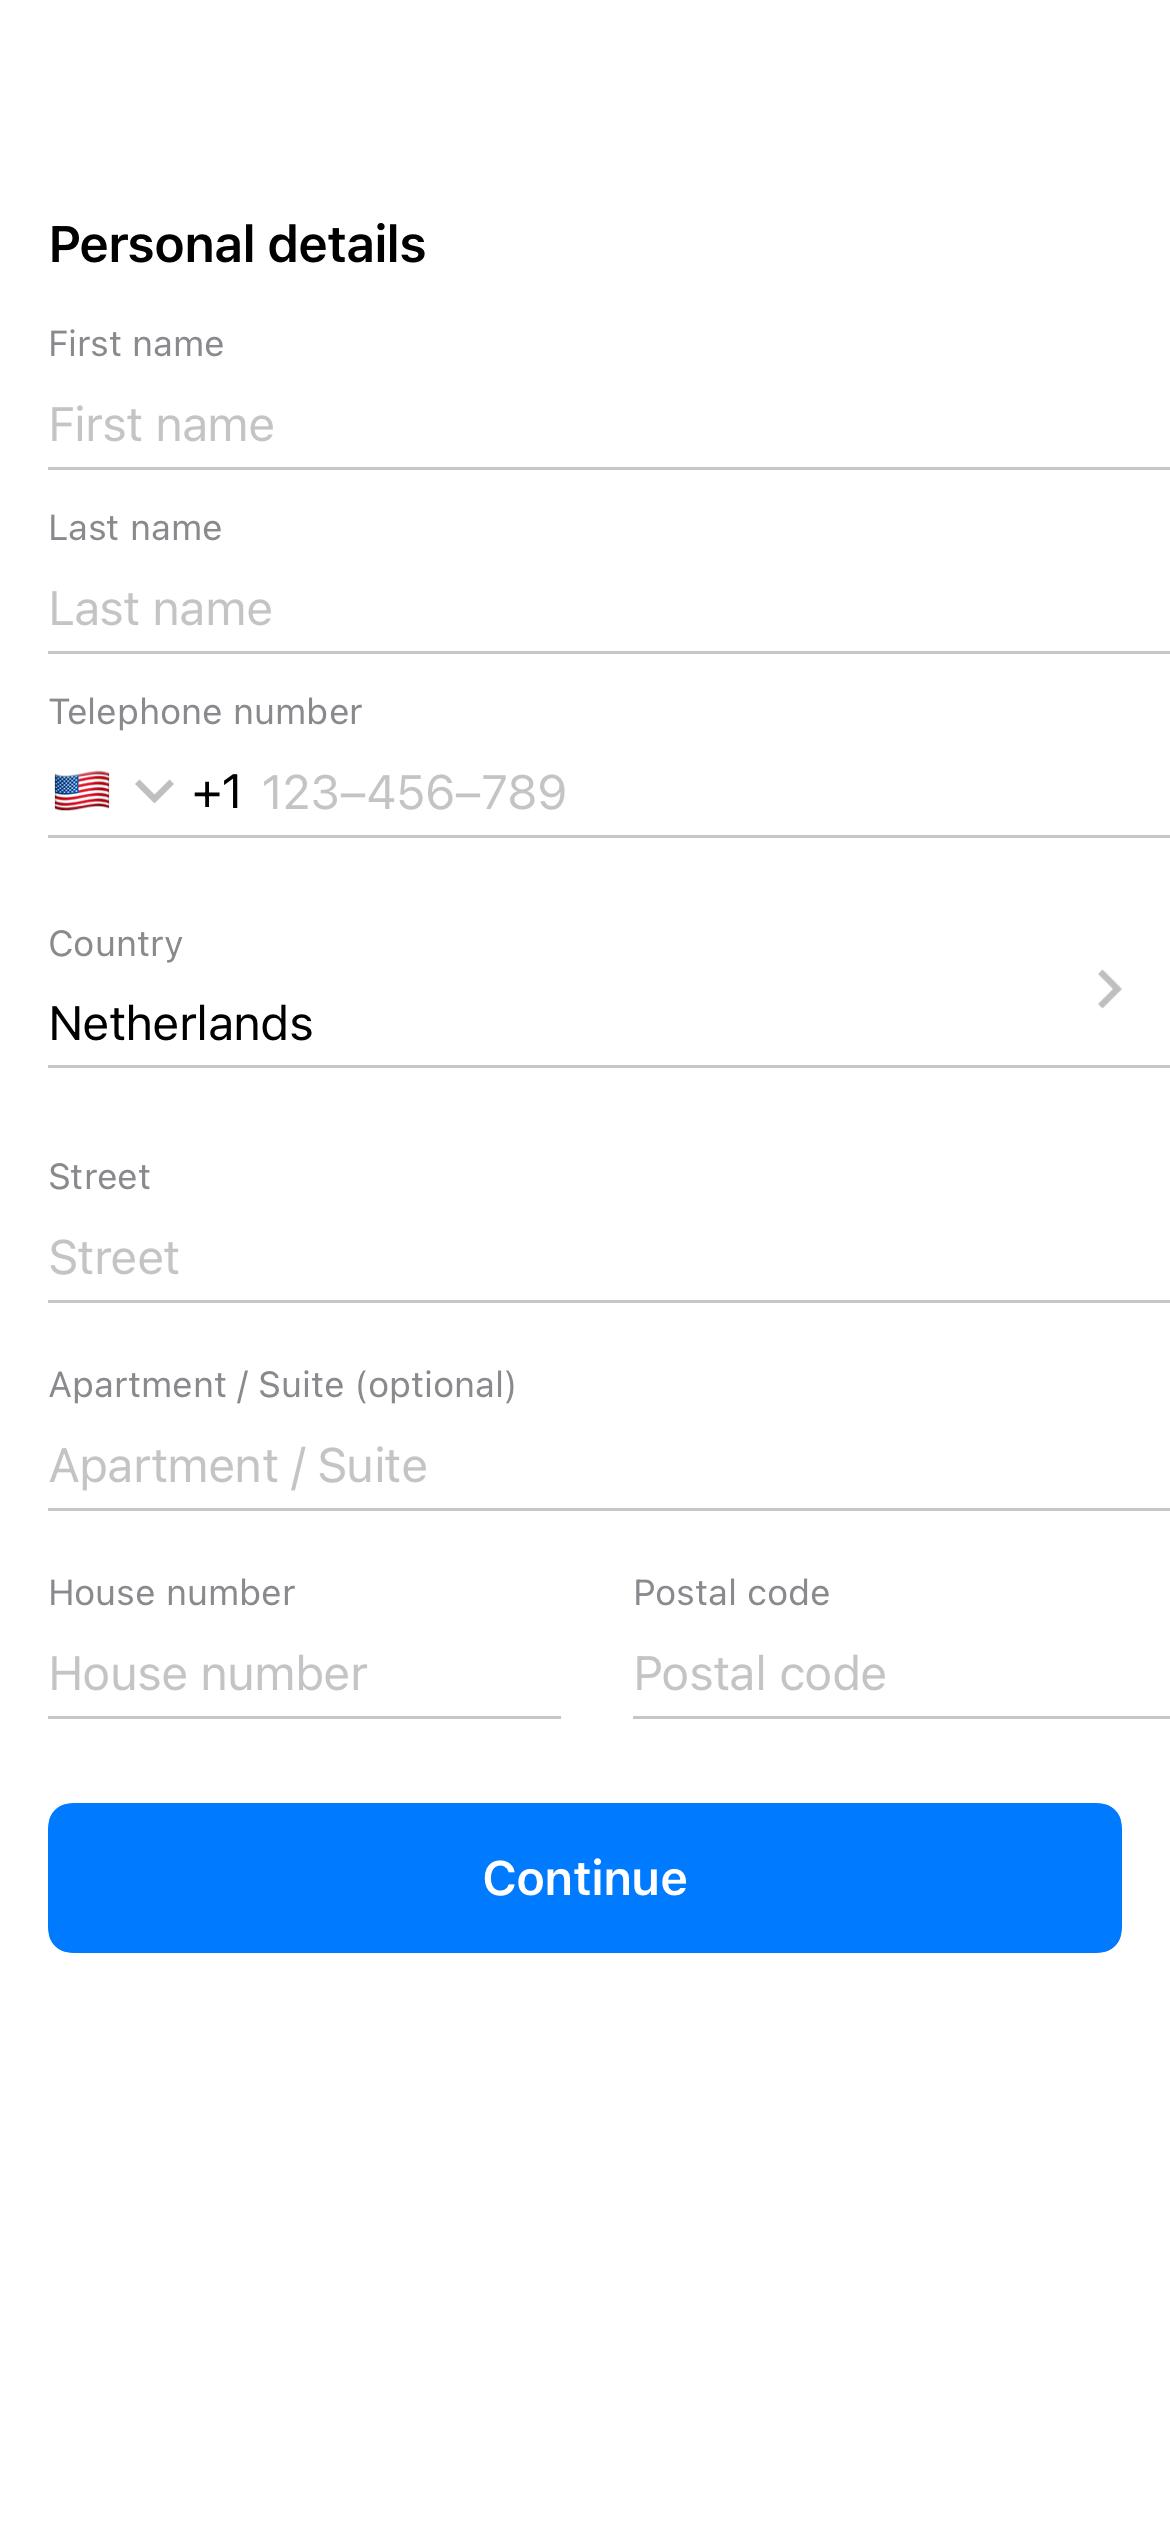 Personal details
First name
First name
Last name
Last name
Telephone number
+1 123–456–789
Country
Netherlands
Street
Street
Apartment / Suite (optional)
Apartment / Suite
House number
House number
Postal code
Postal code
Continue